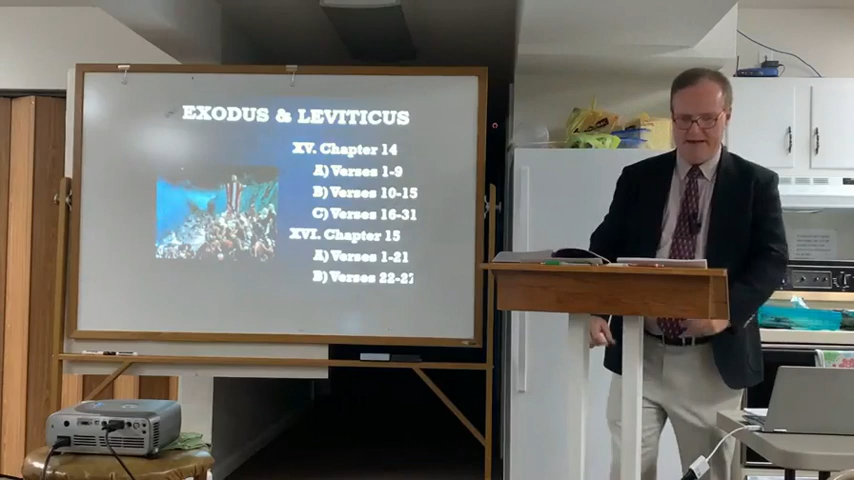 EXODUS & LEVITICUS
XV. Chapter 14
A) Verses 1-9
B) Verses 10-15
C) Verses 16-31
XVI. Chapter 15
A) Verses 1-21
B) Verses 22-27